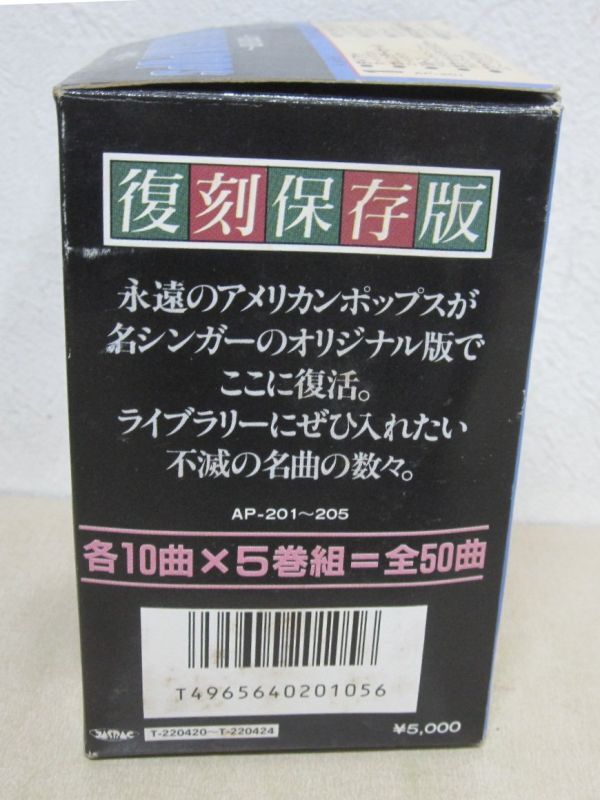 復刻保存版
永遠のアメリカンポップスが
名シンガーのオリジナル版で
ここに復活。
ライブラリーにぜひ入れたい
不滅の名曲の数々。
AP-201〜205
各10曲×5巻組=全50曲
T4965640201056
JASRAC
T-220420〜T-220424
¥5,000